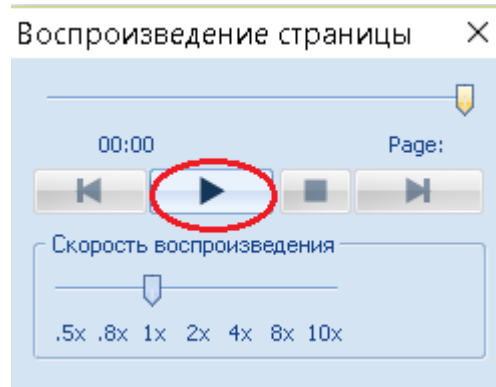 Воспроизведение страницы
00:00 Page:
Скорость воспроизведения
.5x .8x 1x 2x 4x 8x 10x